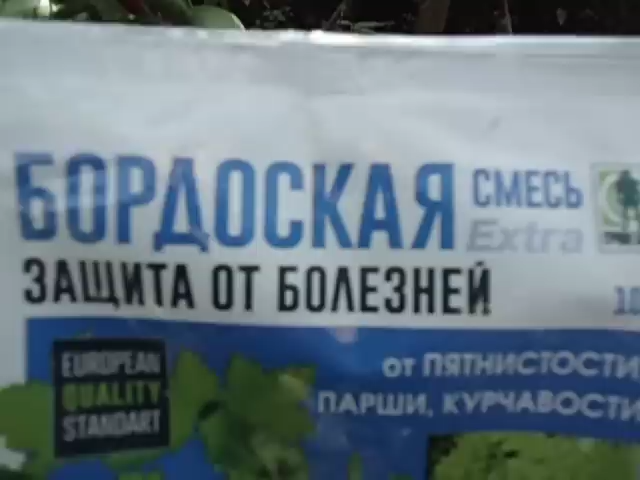 БОРДОСКАЯ СМЕСЬ
Extra
ЗАЩИТА ОТ БОЛЕЗНЕЙ
от ПЯТНИСТОСТИ
ПАРШИ, КУРЧАВОСТИ
EUROPEAN
QUALITY
STANDART